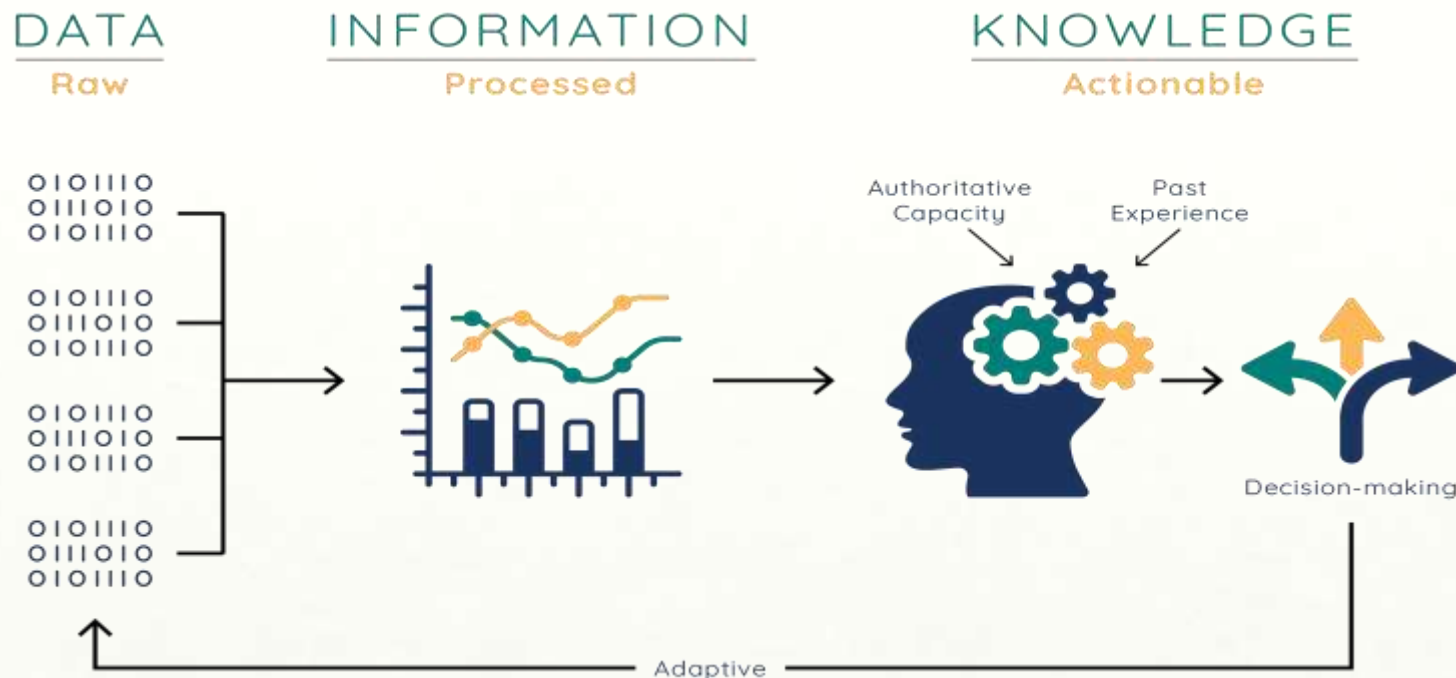 DATA
Raw
INFORMATION
Processed
KNOWLEDGE
Actionable
0101110
0111010
0101110
0101110
0111010
0101110
0101110
0111010
0101110
0101110
0111010
0101110
Authoritative
Capacity
Past
Experience
Decision-making
Adaptive